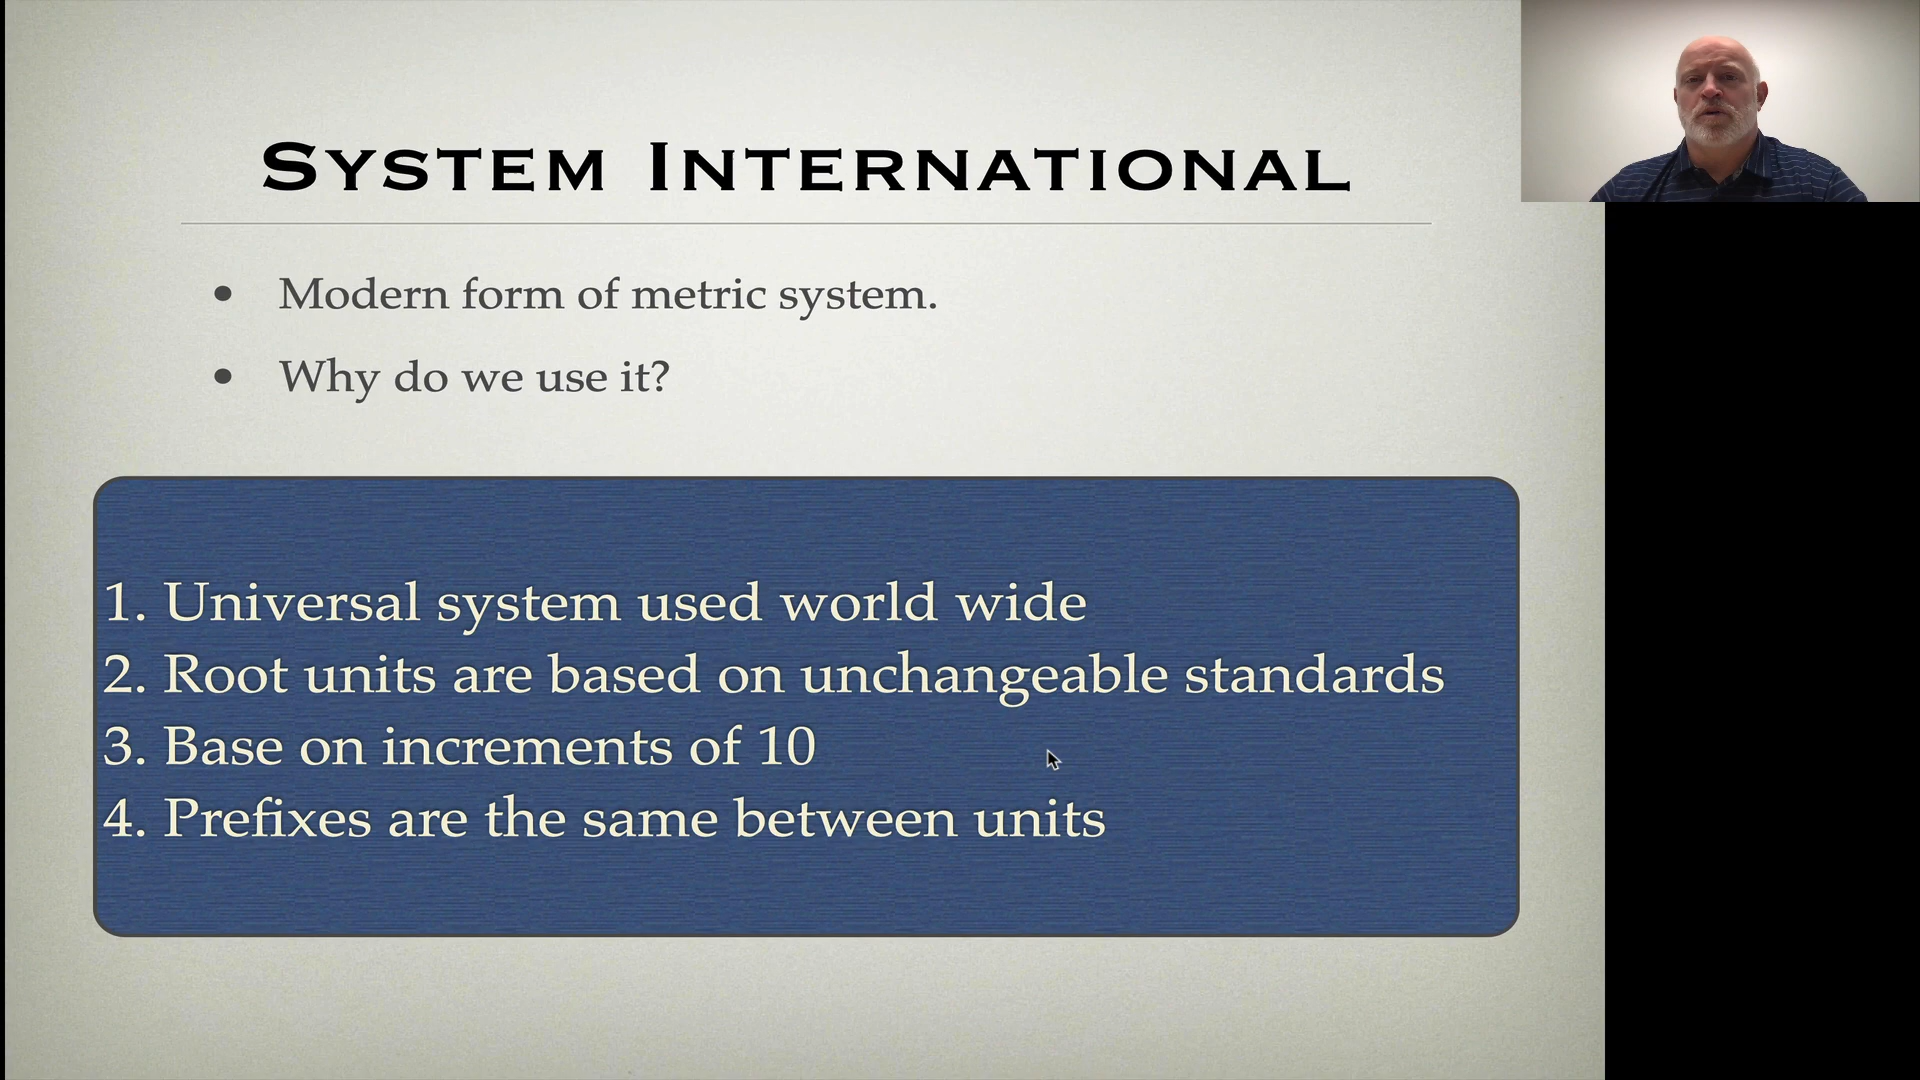 System International
• Modern form of metric system.
• Why do we use it?
1. Universal system used world wide
2. Root units are based on unchangeable standards
3. Base on increments of 10
4. Prefixes are the same between units